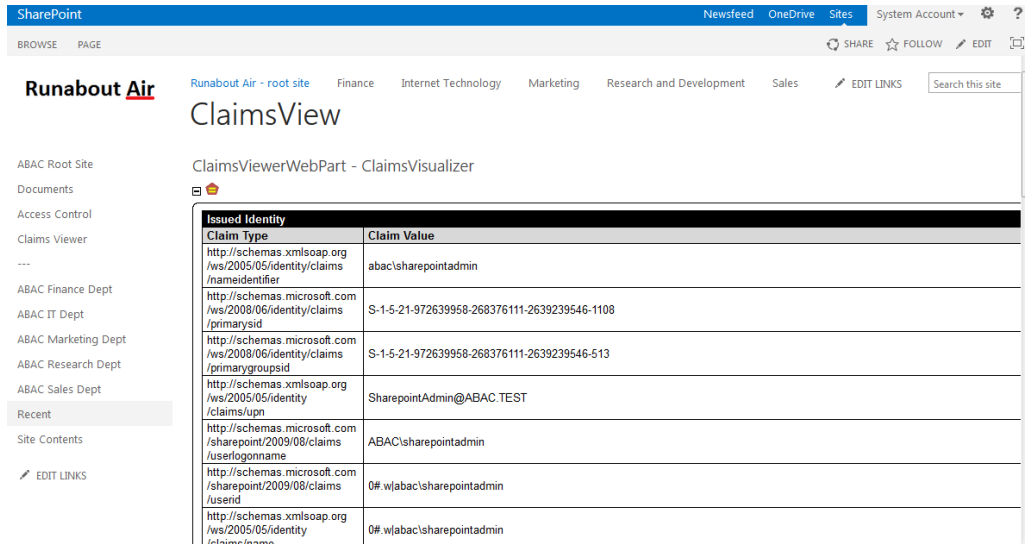 SharePoint
Newsfeed OneDrive Sites System Account ?
BROWSE PAGE
SHARE FOLLOW EDIT
Runabout Air
Runabout Air - root site Finance Internet Technology Marketing Research and Development Sales EDIT LINKS Search this site
ClaimsView
ABAC Root Site
Documents
Access Control
Claims Viewer
---
ABAC Finance Dept
ABAC IT Dept
ABAC Marketing Dept
ABAC Research Dept
ABAC Sales Dept
Recent
Site Contents
EDIT LINKS
ClaimsViewerWebPart - ClaimsVisualizer
Issued Identity
Claim Type Claim Value
http://schemas.xmlsoap.org
/ws/2005/05/identity/claims
/nameidentifier
abac\sharepointadmin
http://schemas.microsoft.com
/ws/2008/06/identity/claims
/primarysid
S-1-5-21-972639958-268376111-2639239546-1108
http://schemas.microsoft.com
/ws/2008/06/identity/claims
/primarygroupsid
S-1-5-21-972639958-268376111-2639239546-513
http://schemas.xmlsoap.org
/ws/2005/05/identity
/claims/upn
SharepointAdmin@ABAC.TEST
http://schemas.microsoft.com
/sharepoint/2009/08/claims
/userlogonname
ABAC\sharepointadmin
http://schemas.microsoft.com
/sharepoint/2009/08/claims
/userid
0#.w|abac\sharepointadmin
http://schemas.xmlsoap.org
/ws/2005/05/identity
/claims/name
0#.w|abac\sharepointadmin